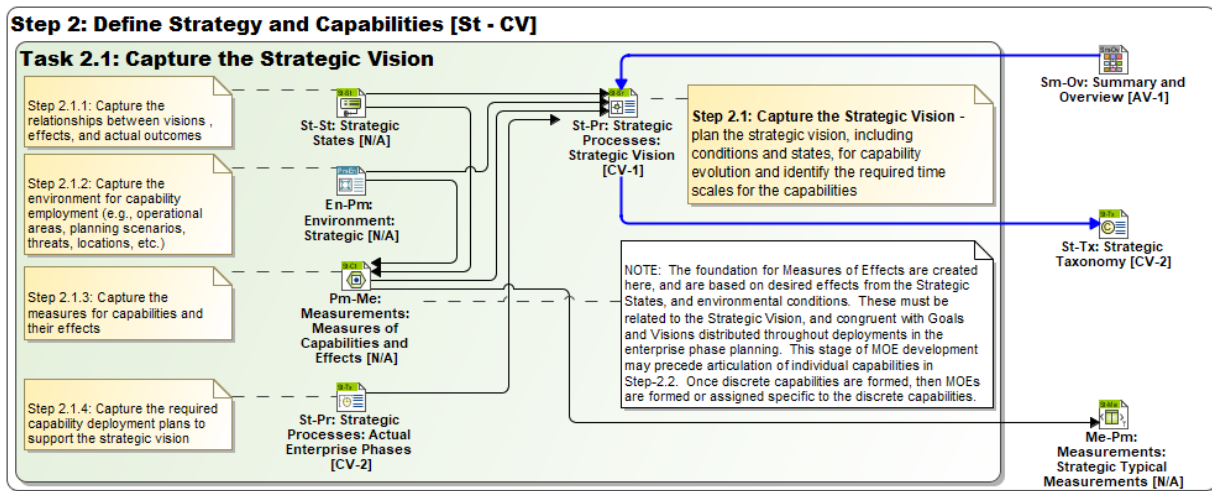 Step 2: Define Strategy and Capabilities [St - CV]
Task 2.1: Capture the Strategic Vision
Step 2.1.1: Capture the
relationships between visions ,
effects, and actual outcomes
St-St
St-St: Strategic
States [N/A]
Step 2.1.2: Capture the
environment for capability
employment (e.g., operational
areas, planning scenarios,
threats, locations, etc.)
Pm-En
En-Pm:
Environment:
Strategic [N/A]
Step 2.1.3: Capture the
measures for capabilities and
their effects
St-Ct
Pm-Me:
Measurements:
Measures of
Capabilities and
Effects [N/A]
Step 2.1.4: Capture the required
capability deployment plans to
support the strategic vision
St-Tx
St-Pr: Strategic
Processes: Actual
Enterprise Phases
[CV-2]
St-Sr
St-Pr: Strategic
Processes:
Strategic Vision
[CV-1]
Step 2.1: Capture the Strategic Vision -
plan the strategic vision, including
conditions and states, for capability
evolution and identify the required time
scales for the capabilities
NOTE: The foundation for Measures of Effects are created
here, and are based on desired effects from the Strategic
States, and environmental conditions. These must be
related to the Strategic Vision, and congruent with Goals
and Visions distributed throughout deployments in the
enterprise phase planning. This stage of MOE development
may precede articulation of individual capabilities in
Step-2.2. Once discrete capabilities are formed, then MOEs
are formed or assigned specific to the discrete capabilities.
Sm-Ov
Sm-Ov: Summary and
Overview [AV-1]
St-Tx
St-Tx: Strategic
Taxonomy [CV-2]
St-Me
Me-Pm:
Measurements:
Strategic Typical
Measurements [N/A]